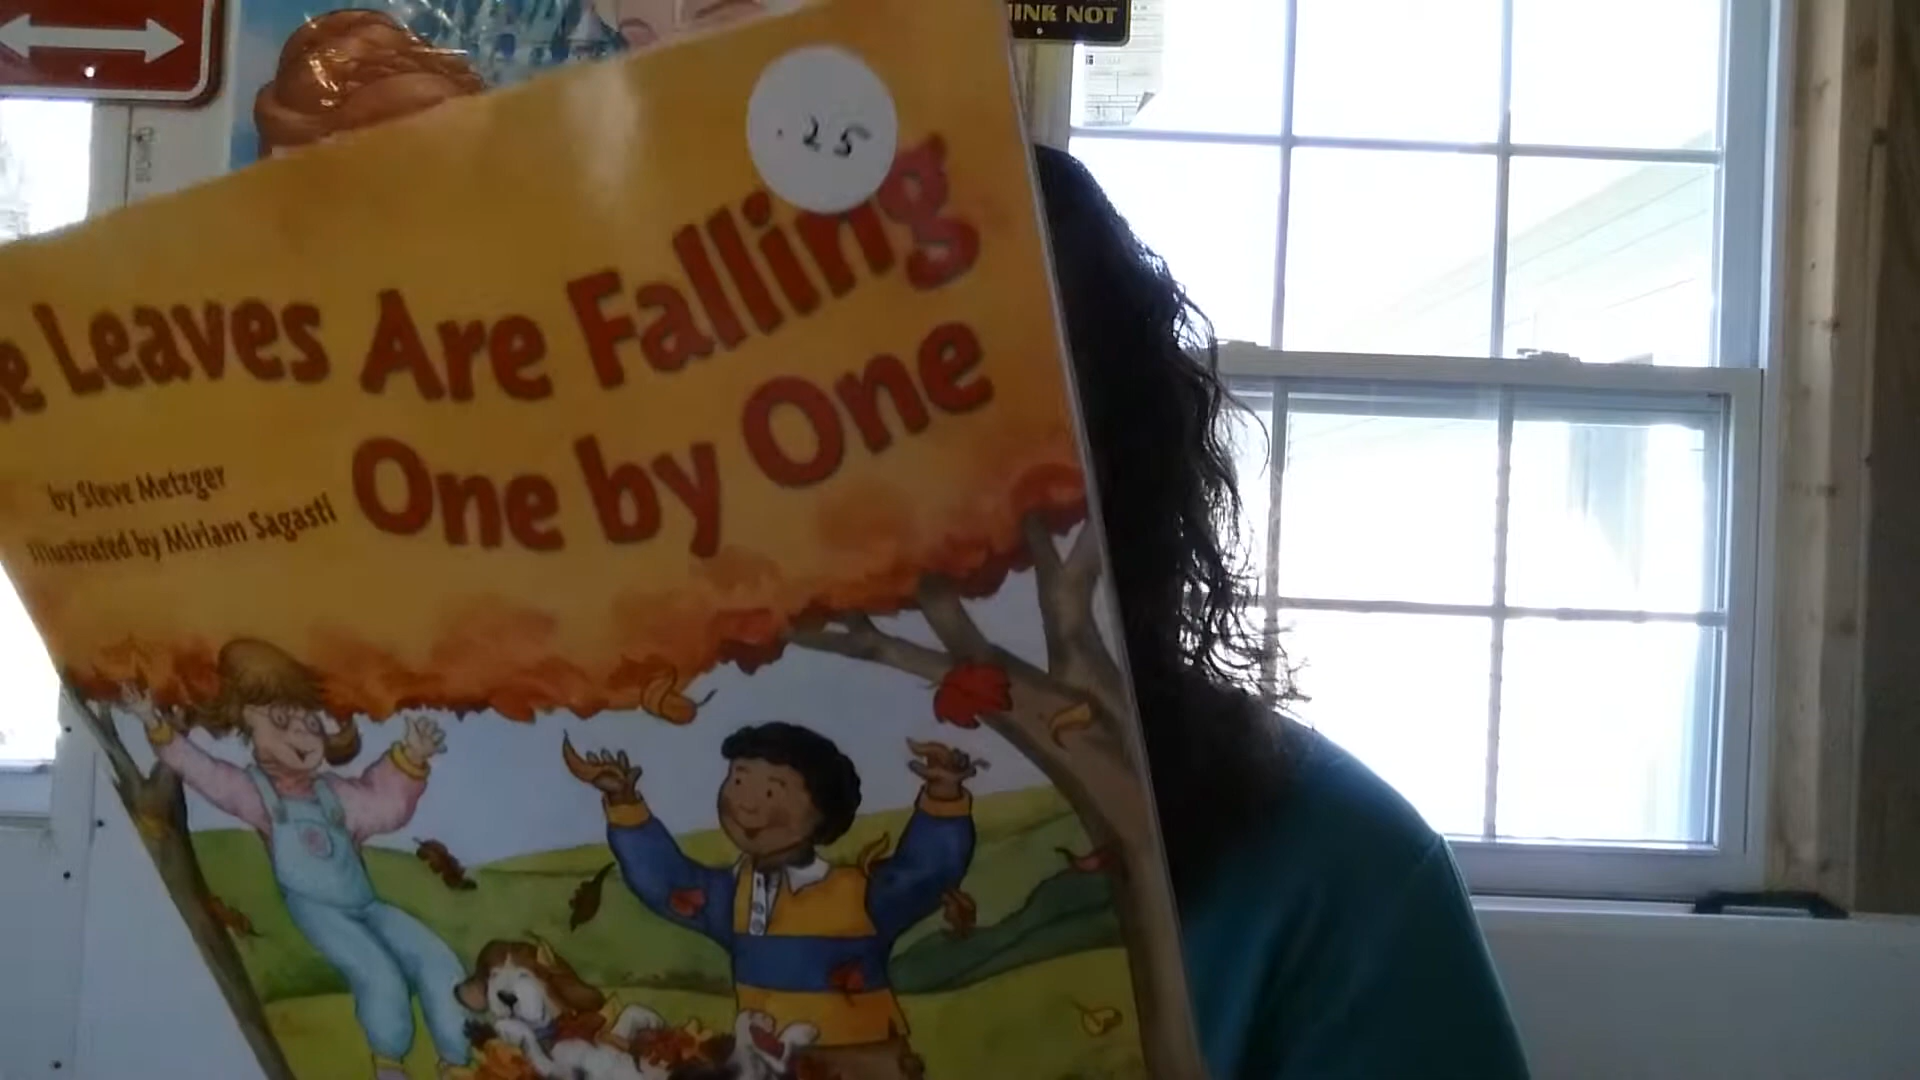 INK NOT
.25
e Leaves Are Falling
One by One
by Steve Metzger
Illustrated by Miriam Sagasti